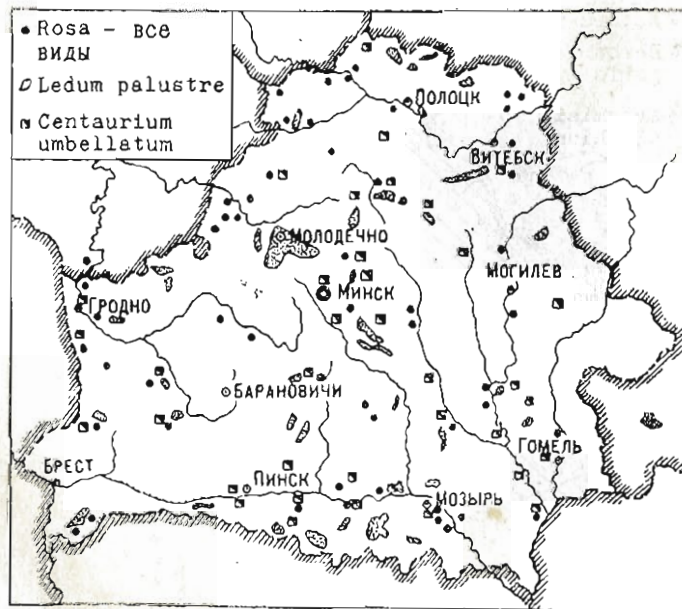 Rosa - все
виды
Ledum palustre
Centaurium
umbellatum
ПОЛОЦК
ВИТЕБСК
МОЛОДЕЧНО
МОГИЛЕВ
МИНСК
ГРОДНО
БАРАНОВИЧИ
ГОМЕЛЬ
БРЕСТ
ПИНСК
МОЗЫРЬ